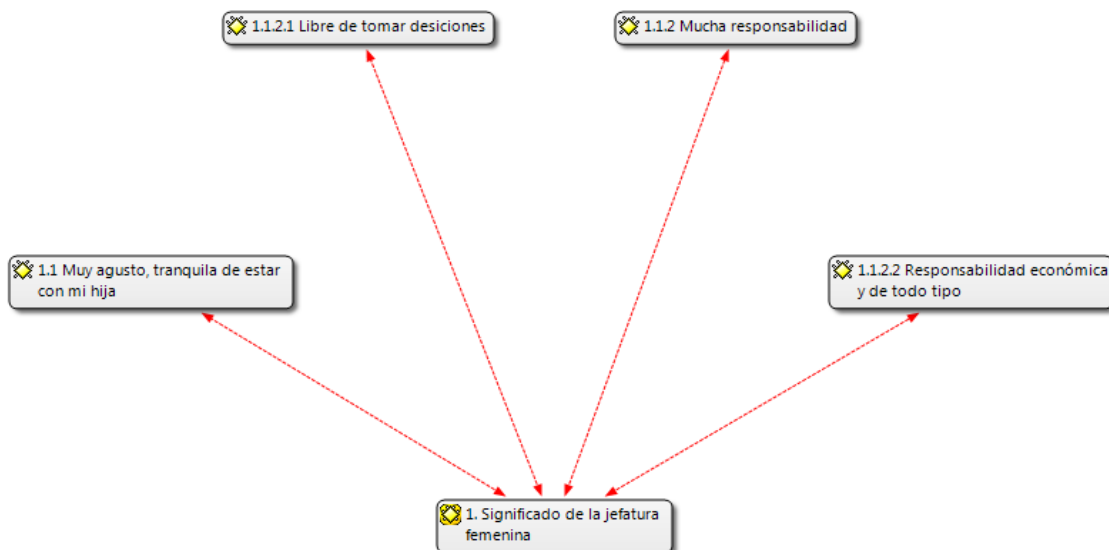 1.1.2.1 Libre de tomar desiciones
1.1.2 Mucha responsabilidad
1.1 Muy agusto, tranquila de estar
con mi hija
1.1.2.2 Responsabilidad económica
y de todo tipo
1. Significado de la jefatura
femenina